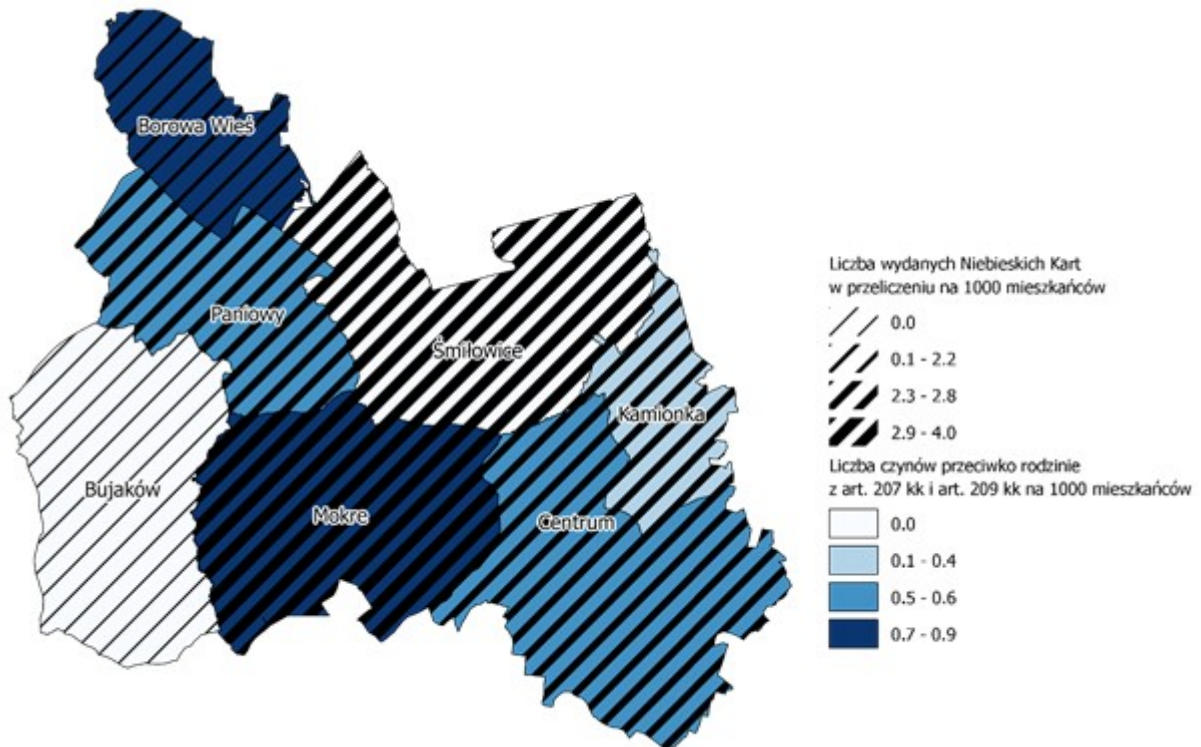 Borowa Wieś
Paniowy
Śmiłowice
Kamionka
Bujaków
Mokre
Centrum
Liczba wydanych Niebieskich Kart
w przeliczeniu na 1000 mieszkańców
0.0
0.1 - 2.2
2.3 - 2.8
2.9 - 4.0
Liczba czynów przeciwko rodzinie
z art. 207 kk i art. 209 kk na 1000 mieszkańców
0.0
0.1 - 0.4
0.5 - 0.6
0.7 - 0.9